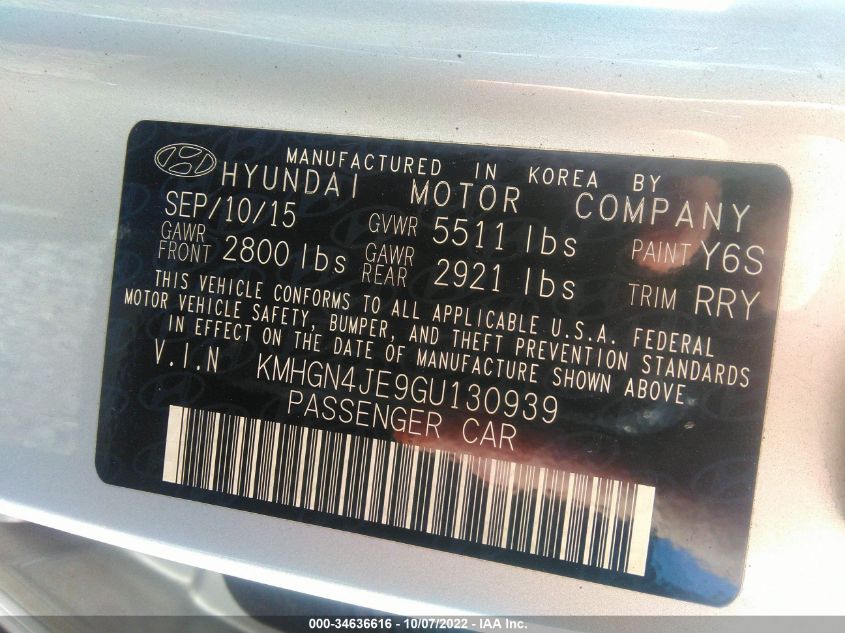 MANUFACTURED IN KOREA BY
HYUNDAI MOTOR COMPANY
SEP/10/15 GVWR 5511 lbs PAINT Y6S
GAWR FRONT 2800 lbs GAWR REAR 2921 lbs TRIM RRY
THIS VEHICLE CONFORMS TO ALL APPLICABLE U.S.A. FEDERAL
MOTOR VEHICLE SAFETY, BUMPER, AND THEFT PREVENTION STANDARDS
IN EFFECT ON THE DATE OF MANUFACTURE SHOWN ABOVE
V.I.N KMHGN4JE9GU130939
PASSENGER CAR
000-34636616 - 10/07/2022 - IAA Inc.